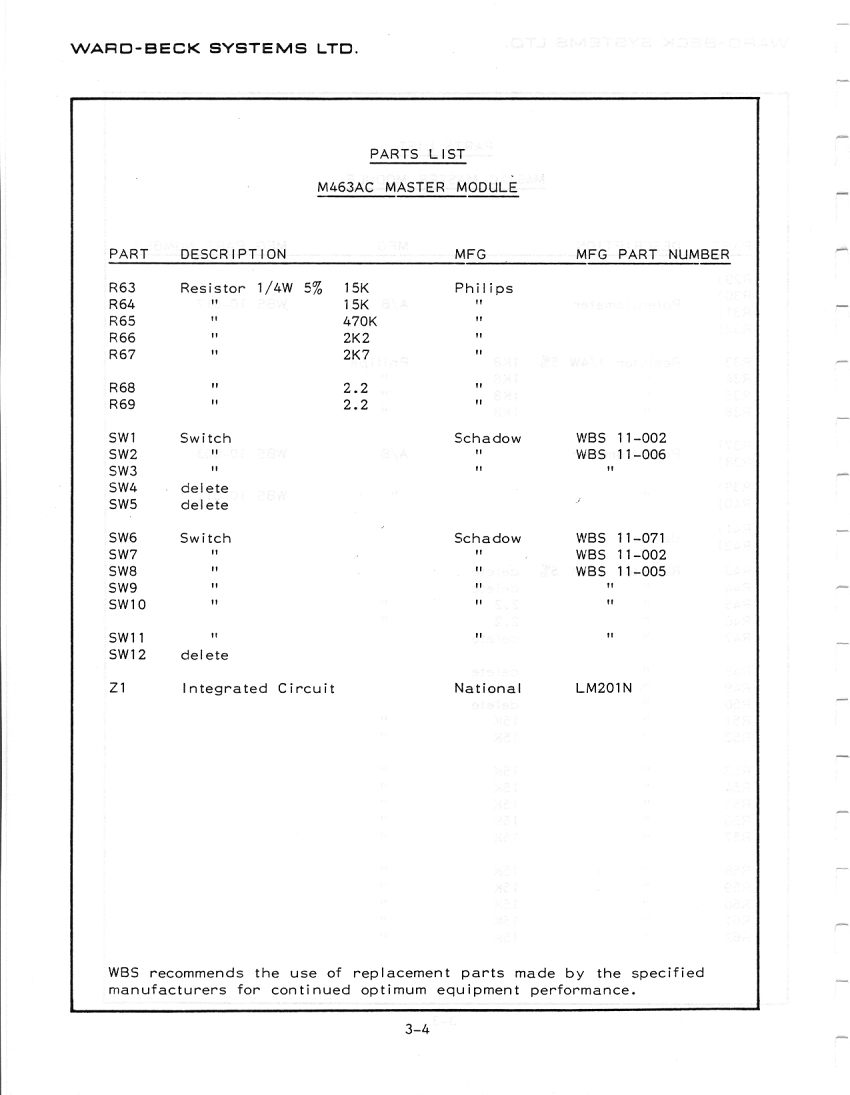 WARD-BECK SYSTEMS LTD.
PARTS LIST
M463AC MASTER MODULE
PART DESCRIPTION MFG MFG PART NUMBER
R63 Resistor 1/4W 5% 15K Philips
R64 " 15K "
R65 " 470K "
R66 " 2K2 "
R67 " 2K7 "
R68 " 2.2 "
R69 " 2.2 "
SW1 Switch Schadow WBS 11-002
SW2 " " WBS 11-006
SW3 " " "
SW4 delete
SW5 delete
SW6 Switch Schadow WBS 11-071
SW7 " " WBS 11-002
SW8 " " WBS 11-005
SW9 " " "
SW10 " " "
SW11 " " "
SW12 delete
Z1 Integrated Circuit National LM201N
WBS recommends the use of replacement parts made by the specified
manufacturers for continued optimum equipment performance.
3-4